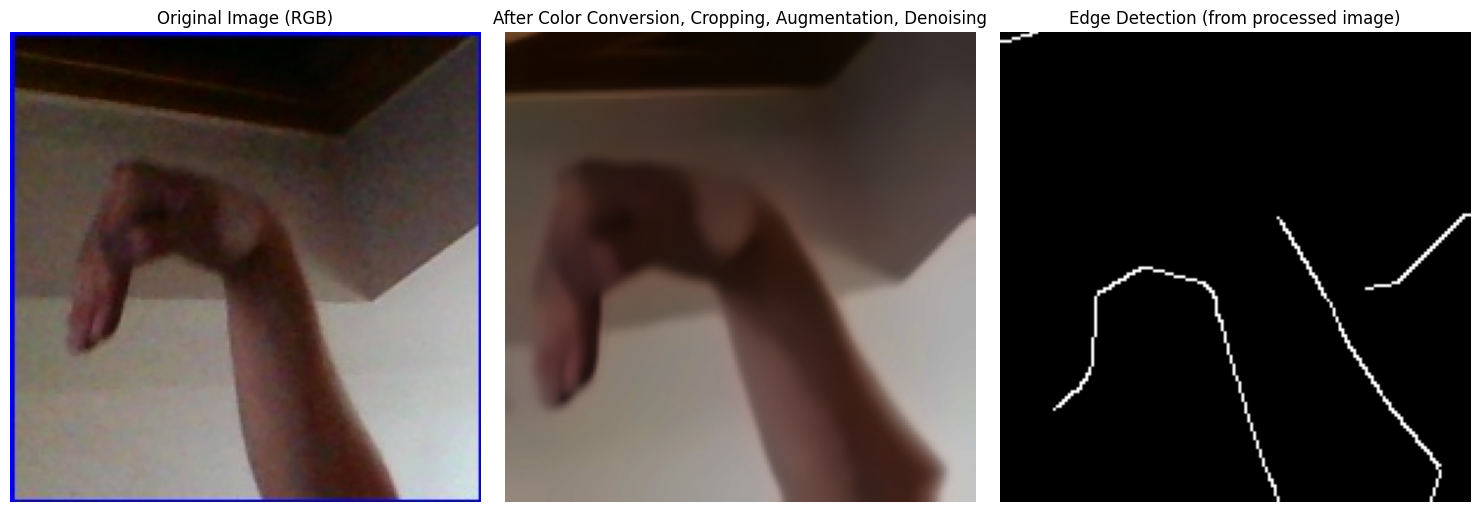 Original Image (RGB)
After Color Conversion, Cropping, Augmentation, Denoising
Edge Detection (from processed image)